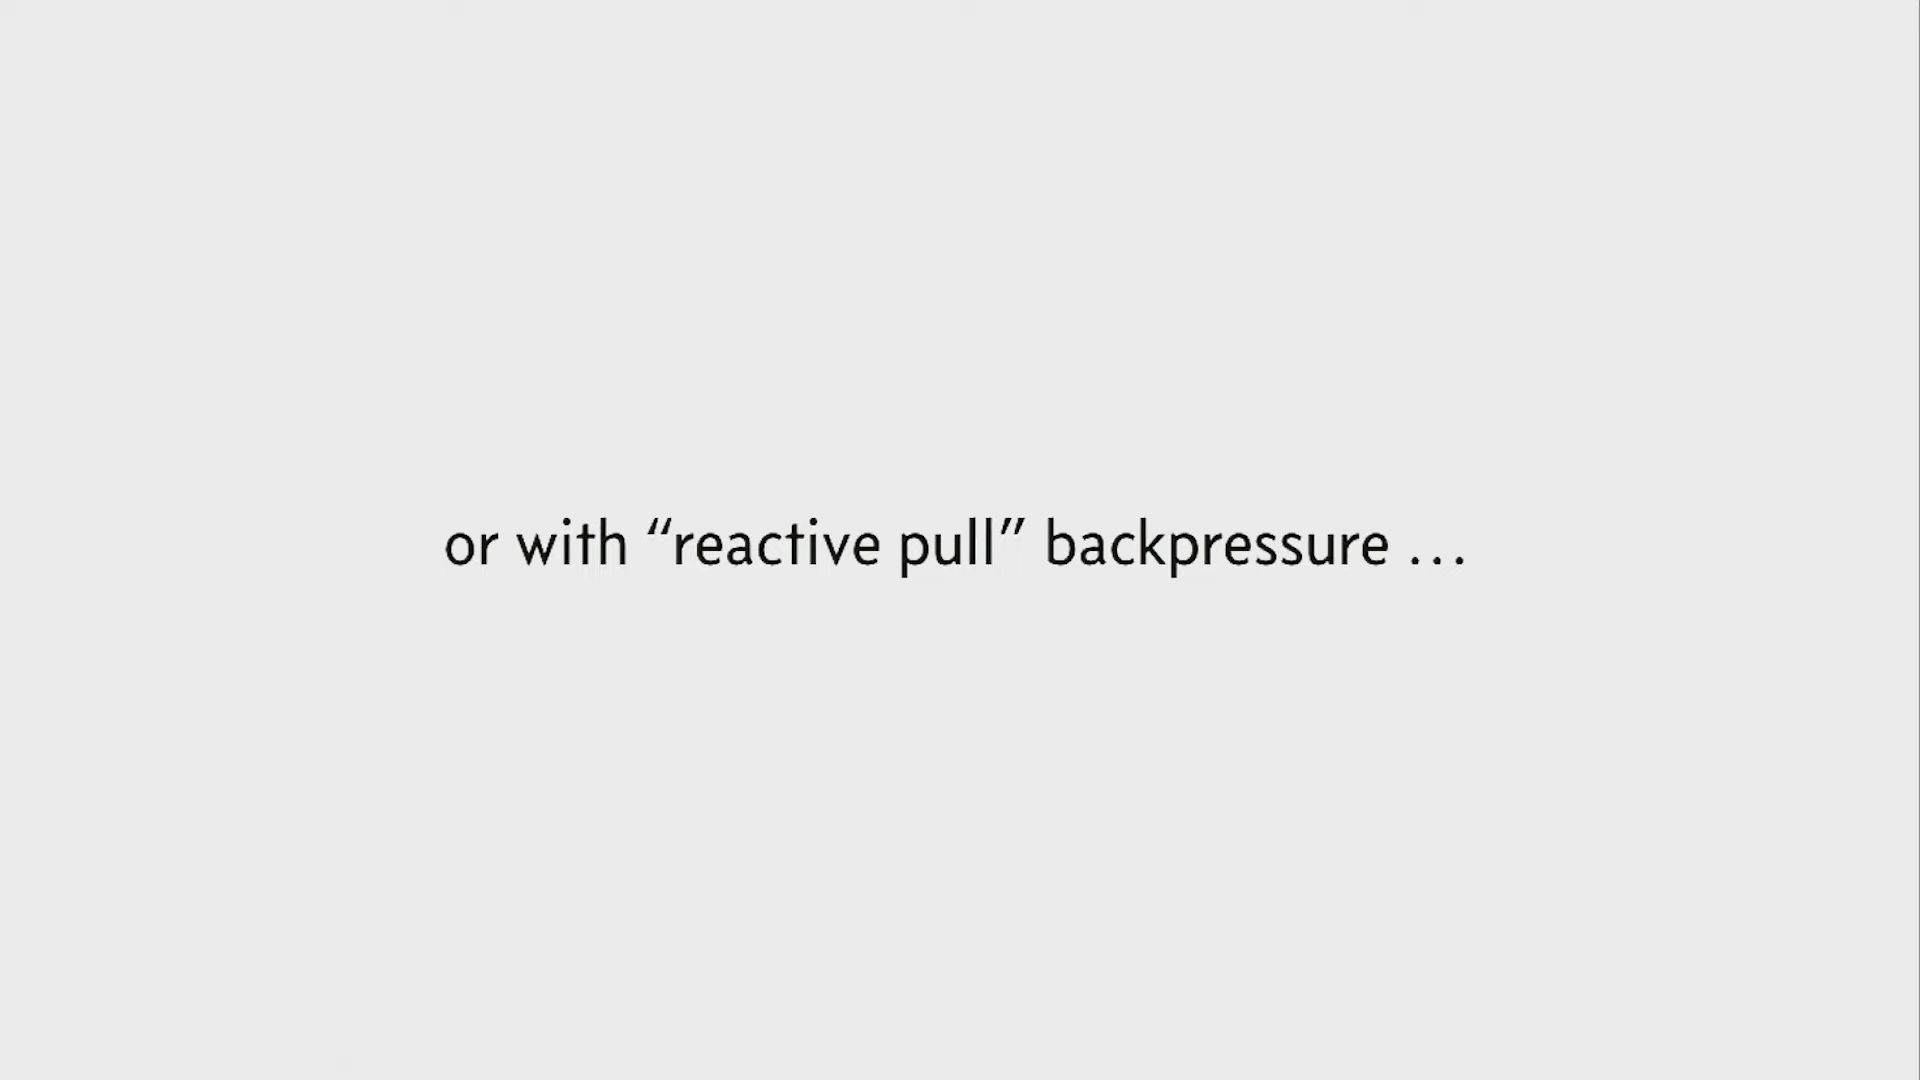 or with “reactive pull” backpressure …